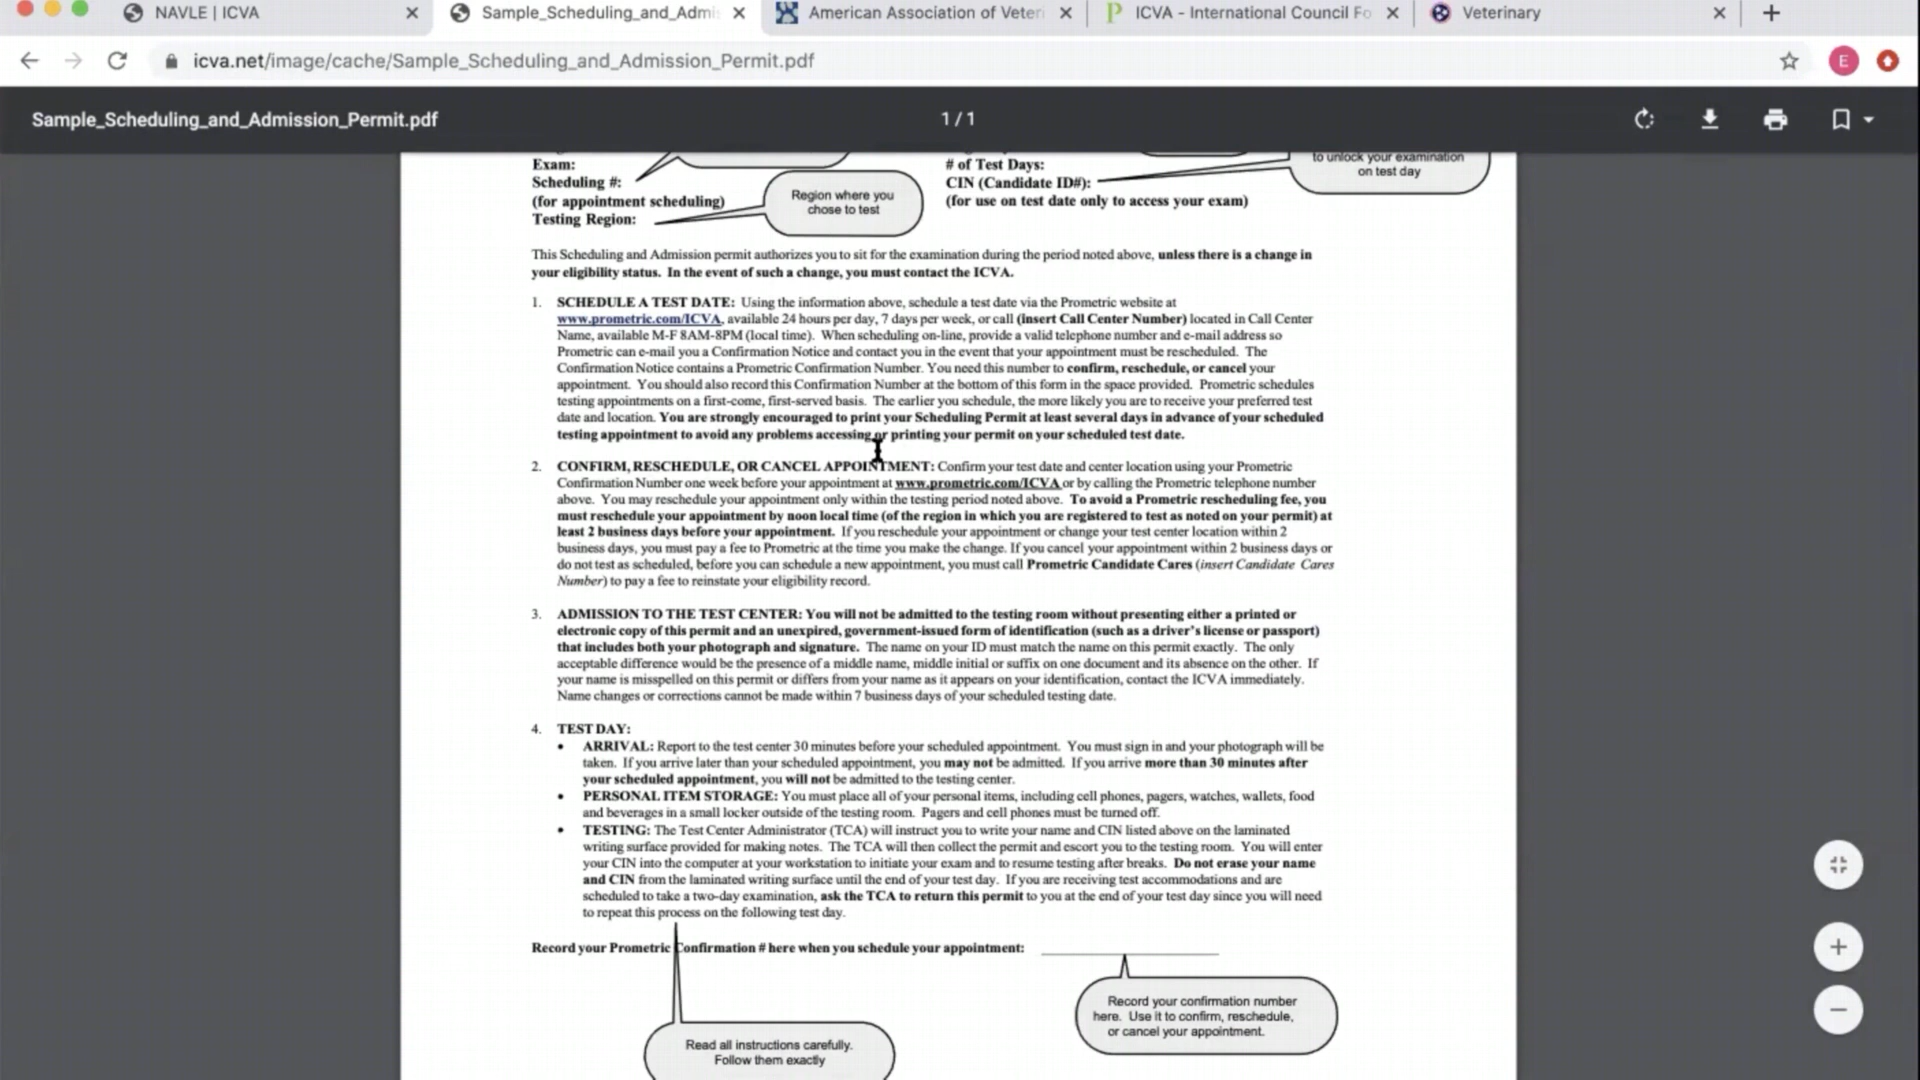 NAVLE | ICVA
Sample_Scheduling_and_Admis
American Association of Veteri
ICVA - International Council Fo
Veterinary
icva.net/image/cache/Sample_Scheduling_and_Admission_Permit.pdf
E
Sample_Scheduling_and_Admission_Permit.pdf
1 / 1
Exam:
# of Test Days:
to unlock your examination
on test day
Scheduling #:
CIN (Candidate ID#):
(for appointment scheduling)
(for use on test date only to access your exam)
Region where you
chose to test
Testing Region:
This Scheduling and Admission permit authorizes you to sit for the examination during the period noted above, unless there is a change in
your eligibility status. In the event of such a change, you must contact the ICVA.
1. SCHEDULE A TEST DATE: Using the information above, schedule a test date via the Prometric website at
www.prometric.com/ICVA, available 24 hours per day, 7 days per week, or call (insert Call Center Number) located in Call Center
Name, available M-F 8AM-8PM (local time). When scheduling on-line, provide a valid telephone number and e-mail address so
Prometric can e-mail you a Confirmation Notice and contact you in the event that your appointment must be rescheduled. The
Confirmation Notice contains a Prometric Confirmation Number. You need this number to confirm, reschedule, or cancel your
appointment. You should also record this Confirmation Number at the bottom of this form in the space provided. Prometric schedules
testing appointments on a first-come, first-served basis. The earlier you schedule, the more likely you are to receive your preferred test
date and location. You are strongly encouraged to print your Scheduling Permit at least several days in advance of your scheduled
testing appointment to avoid any problems accessing or printing your permit on your scheduled test date.
2. CONFIRM, RESCHEDULE, OR CANCEL APPOINTMENT: Confirm your test date and center location using your Prometric
Confirmation Number one week before your appointment at www.prometric.com/ICVA or by calling the Prometric telephone number
above. You may reschedule your appointment only within the testing period noted above. To avoid a Prometric rescheduling fee, you
must reschedule your appointment by noon local time (of the region in which you are registered to test as noted on your permit) at
least 2 business days before your appointment. If you reschedule your appointment or change your test center location within 2
business days, you must pay a fee to Prometric at the time you make the change. If you cancel your appointment within 2 business days or
do not test as scheduled, before you can schedule a new appointment, you must call Prometric Candidate Cares (insert Candidate Cares
Number) to pay a fee to reinstate your eligibility record.
3. ADMISSION TO THE TEST CENTER: You will not be admitted to the testing room without presenting either a printed or
electronic copy of this permit and an unexpired, government-issued form of identification (such as a driver's license or passport)
that includes both your photograph and signature. The name on your ID must match the name on this permit exactly. The only
acceptable difference would be the presence of a middle name, middle initial or suffix on one document and its absence on the other. If
your name is misspelled on this permit or differs from your name as it appears on your identification, contact the ICVA immediately.
Name changes or corrections cannot be made within 7 business days of your scheduled testing date.
4. TEST DAY:
• ARRIVAL: Report to the test center 30 minutes before your scheduled appointment. You must sign in and your photograph will be
taken. If you arrive later than your scheduled appointment, you may not be admitted. If you arrive more than 30 minutes after
your scheduled appointment, you will not be admitted to the testing center.
• PERSONAL ITEM STORAGE: You must place all of your personal items, including cell phones, pagers, watches, wallets, food
and beverages in a small locker outside of the testing room. Pagers and cell phones must be turned off.
• TESTING: The Test Center Administrator (TCA) will instruct you to write your name and CIN listed above on the laminated
writing surface provided for making notes. The TCA will then collect the permit and escort you to the testing room. You will enter
your CIN into the computer at your workstation to initiate your exam and to resume testing after breaks. Do not erase your name
and CIN from the laminated writing surface until the end of your test day. If you are receiving test accommodations and are
scheduled to take a two-day examination, ask the TCA to return this permit to you at the end of your test day since you will need
to repeat this process on the following test day.
Record your Prometric Confirmation # here when you schedule your appointment:
Record your confirmation number
here. Use it to confirm, reschedule,
or cancel your appointment.
Read all instructions carefully.
Follow them exactly